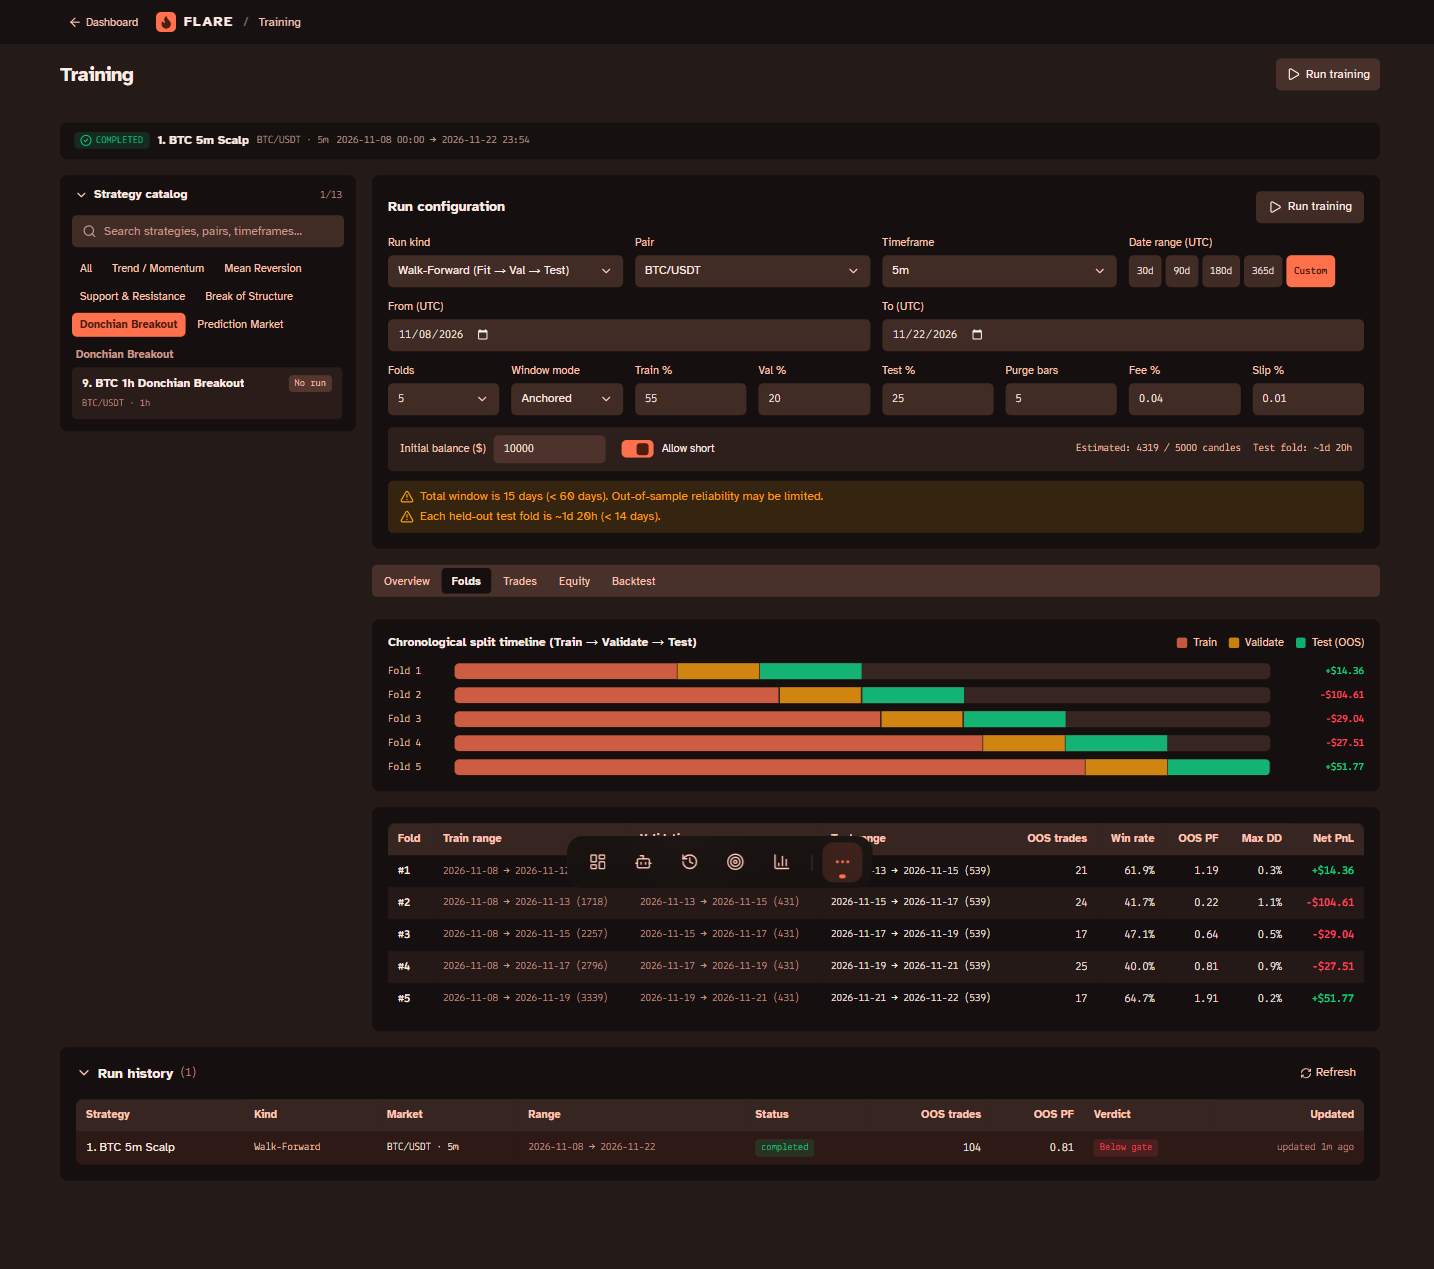 Dashboard FLARE / Training
Training
Run training
COMPLETED 1. BTC 5m Scalp BTC/USDT · 5m 2026-11-08 00:00 → 2026-11-22 23:54
Strategy catalog 1/13
Search strategies, pairs, timeframes...
All Trend / Momentum Mean Reversion
Support & Resistance Break of Structure
Donchian Breakout Prediction Market
Donchian Breakout
9. BTC 1h Donchian Breakout No run
BTC/USDT · 1h
Run configuration
Run training
Run kind Pair Timeframe Date range (UTC)
Walk-Forward (Fit → Val → Test) BTC/USDT 5m 30d 90d 180d 365d Custom
From (UTC) To (UTC)
11/08/2026 11/22/2026
Folds Window mode Train % Val % Test % Purge bars Fee % Slip %
5 Anchored 55 20 25 5 0.04 0.01
Initial balance ($) 10000 Allow short Estimated: 4319 / 5000 candles Test fold: ~1d 20h
Total window is 15 days (< 60 days). Out-of-sample reliability may be limited.
Each held-out test fold is ~1d 20h (< 14 days).
Overview Folds Trades Equity Backtest
Chronological split timeline (Train → Validate → Test) Train Validate Test (OOS)
Fold 1 +$14.36
Fold 2 -$104.61
Fold 3 -$29.04
Fold 4 -$27.51
Fold 5 +$51.77
Fold Train range OOS trades Win rate OOS PF Max DD Net PnL
#1 2026-11-08 → 2026-11-12 → 2026-11-15 (539) 21 61.9% 1.19 0.3% +$14.36
#2 2026-11-08 → 2026-11-13 (1718) 2026-11-13 → 2026-11-15 (431) 2026-11-15 → 2026-11-17 (539) 24 41.7% 0.22 1.1% -$104.61
#3 2026-11-08 → 2026-11-15 (2257) 2026-11-15 → 2026-11-17 (431) 2026-11-17 → 2026-11-19 (539) 17 47.1% 0.64 0.5% -$29.04
#4 2026-11-08 → 2026-11-17 (2796) 2026-11-17 → 2026-11-19 (431) 2026-11-19 → 2026-11-21 (539) 25 40.0% 0.81 0.9% -$27.51
#5 2026-11-08 → 2026-11-19 (3339) 2026-11-19 → 2026-11-21 (431) 2026-11-21 → 2026-11-22 (539) 17 64.7% 1.91 0.2% +$51.77
Run history (1) Refresh
Strategy Kind Market Range Status OOS trades OOS PF Verdict Updated
1. BTC 5m Scalp Walk-Forward BTC/USDT · 5m 2026-11-08 → 2026-11-22 completed 104 0.81 Below gate updated 1m ago